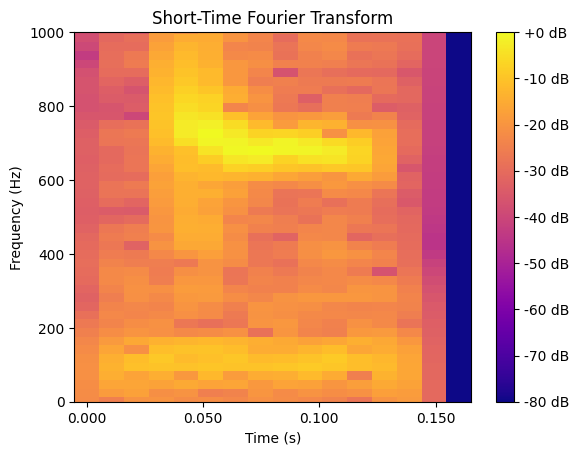 Short-Time Fourier Transform
1000
800
600
400
200
0
Frequency (Hz)
0.000
0.050
0.100
0.150
Time (s)
+0 dB
-10 dB
-20 dB
-30 dB
-40 dB
-50 dB
-60 dB
-70 dB
-80 dB